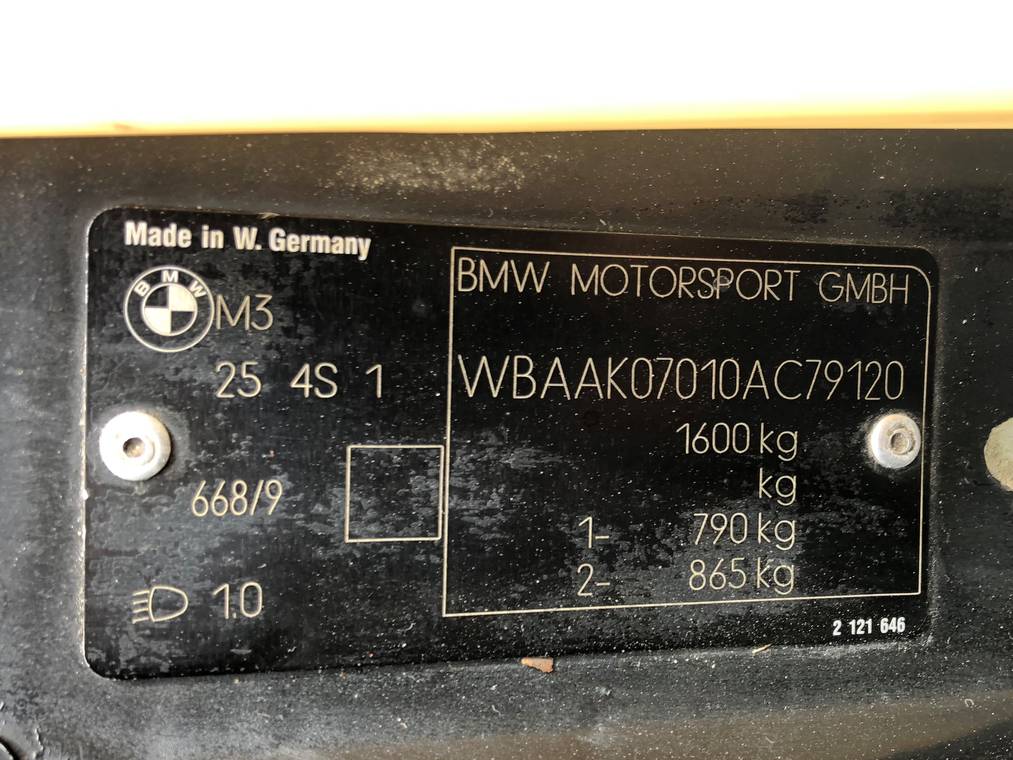 Made in W. Germany
BMW
M3
25 4S 1
668/9
1.0
BMW MOTORSPORT GMBH
WBAAK07010AC79120
1600 kg
kg
1- 790 kg
2- 865 kg
2 121 646